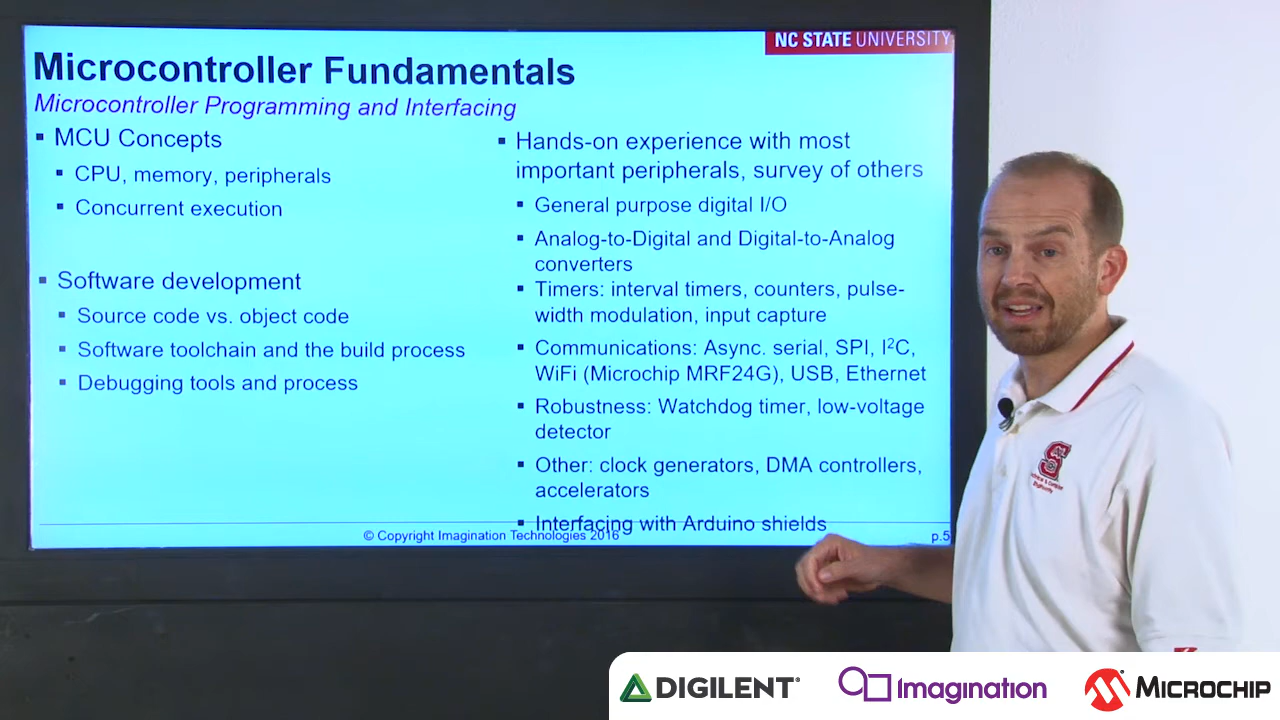 NC STATE UNIVERSITY
Microcontroller Fundamentals
Microcontroller Programming and Interfacing
▪ MCU Concepts
▪ CPU, memory, peripherals
▪ Concurrent execution
▪ Software development
▪ Source code vs. object code
▪ Software toolchain and the build process
▪ Debugging tools and process
▪ Hands-on experience with most
important peripherals, survey of others
▪ General purpose digital I/O
▪ Analog-to-Digital and Digital-to-Analog
converters
▪ Timers: interval timers, counters, pulse-
width modulation, input capture
▪ Communications: Async. serial, SPI, I²C,
WiFi (Microchip MRF24G), USB, Ethernet
▪ Robustness: Watchdog timer, low-voltage
detector
▪ Other: clock generators, DMA controllers,
accelerators
▪ Interfacing with Arduino shields
© Copyright Imagination Technologies 2016
p.5
DIGILENT®
Imagination
MICROCHIP